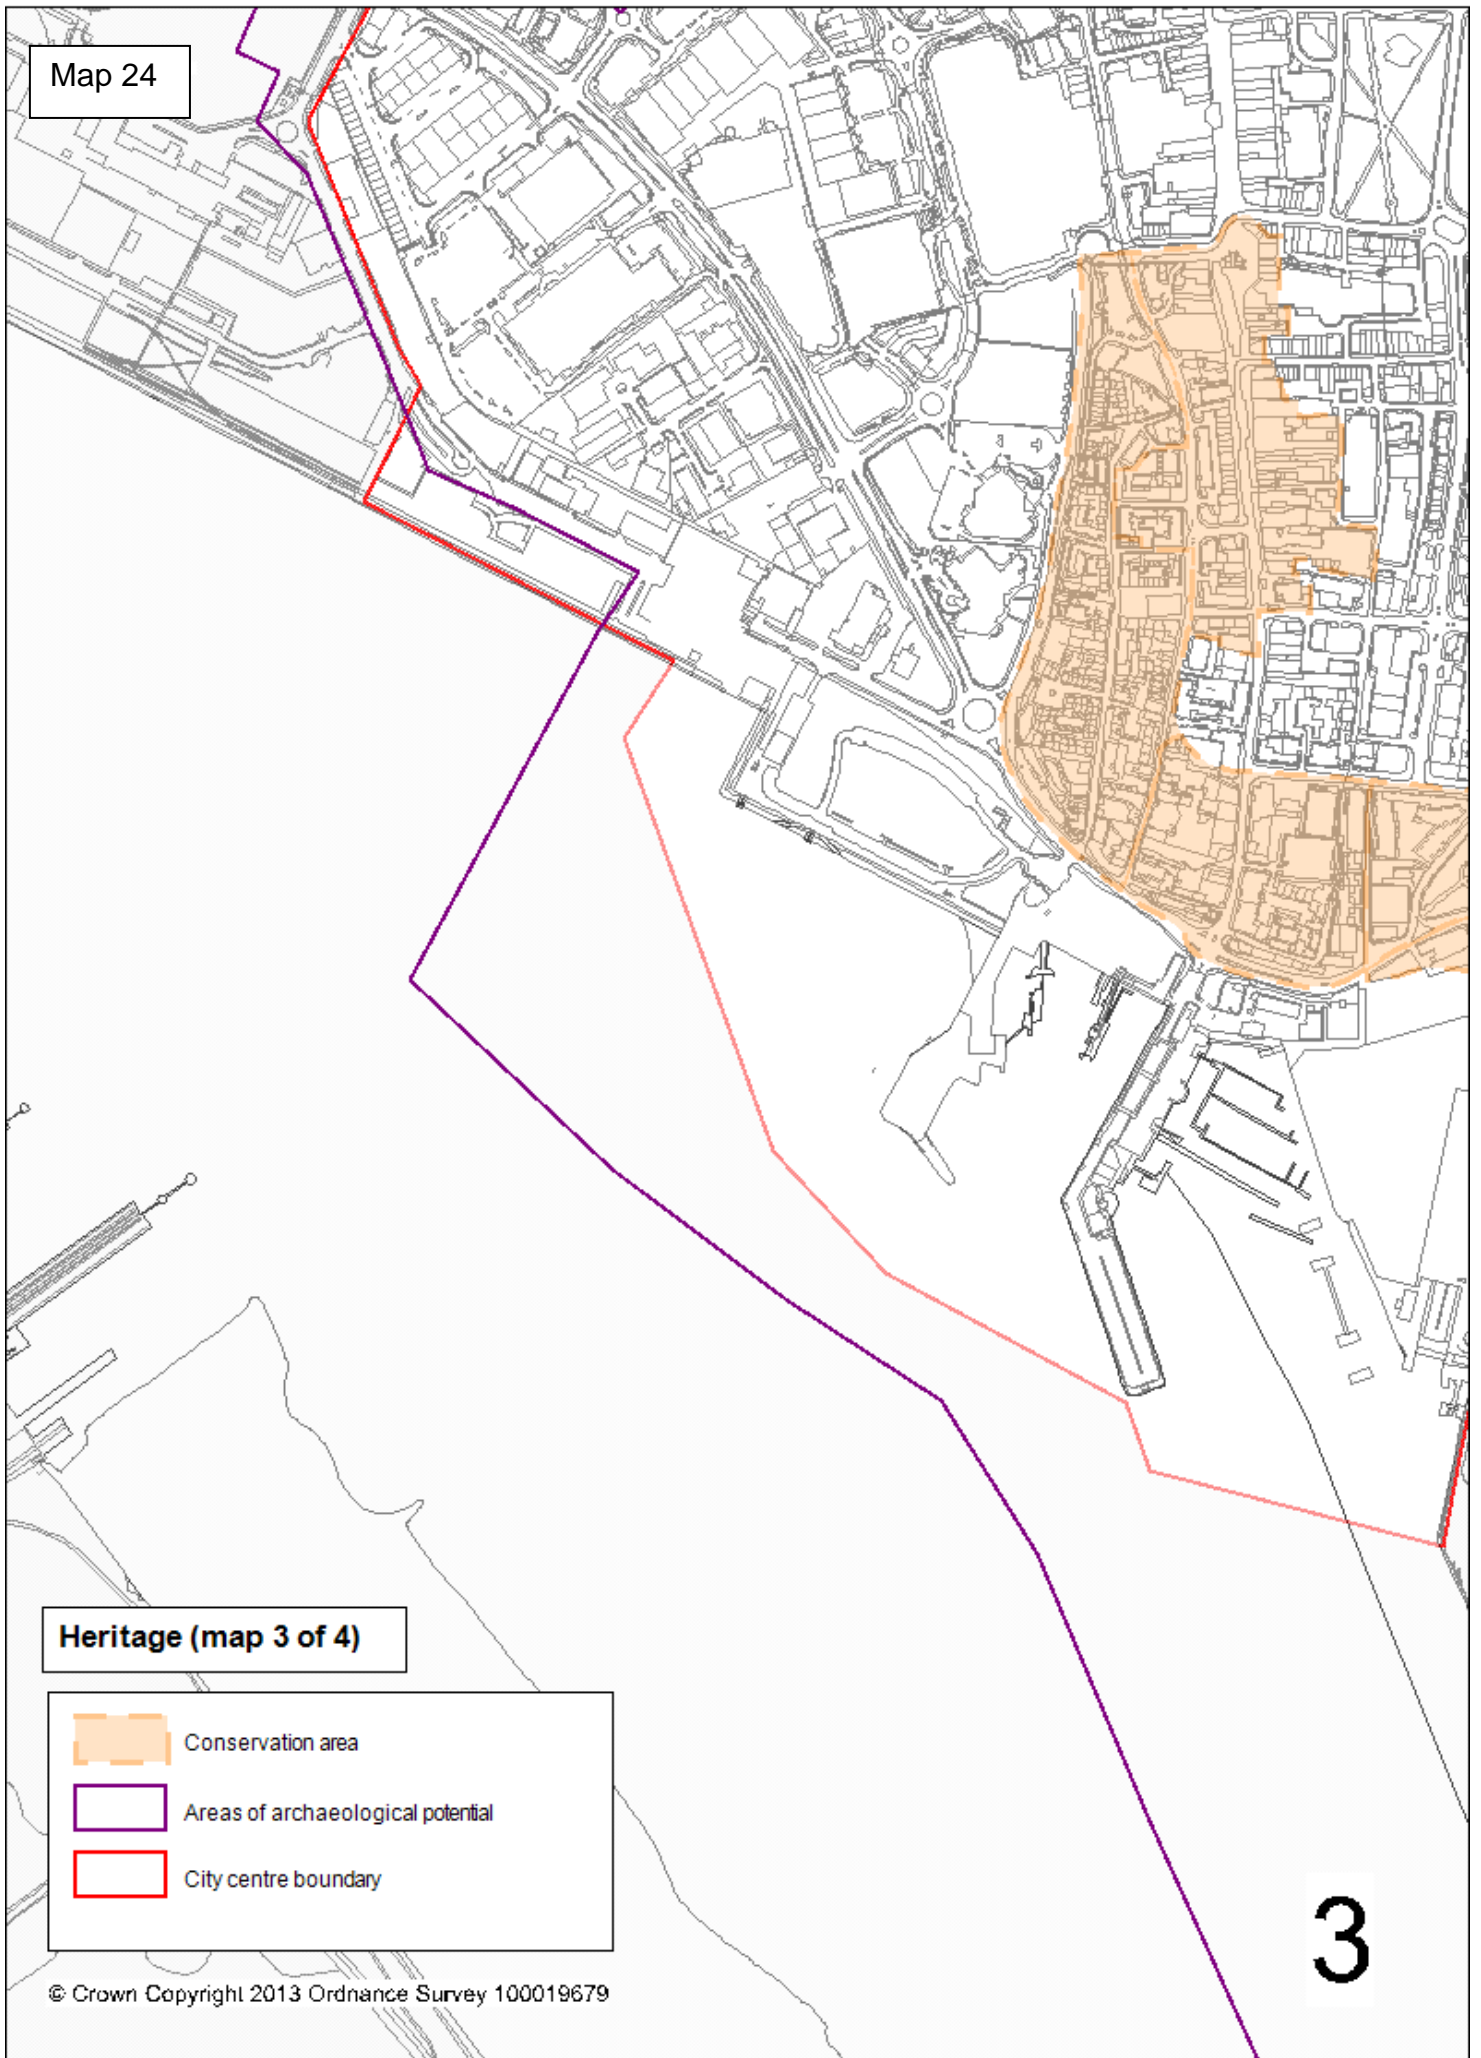 Map 24
Heritage (map 3 of 4)
Conservation area
Areas of archaeological potential
City centre boundary
3
© Crown Copyright 2013 Ordnance Survey 100019679